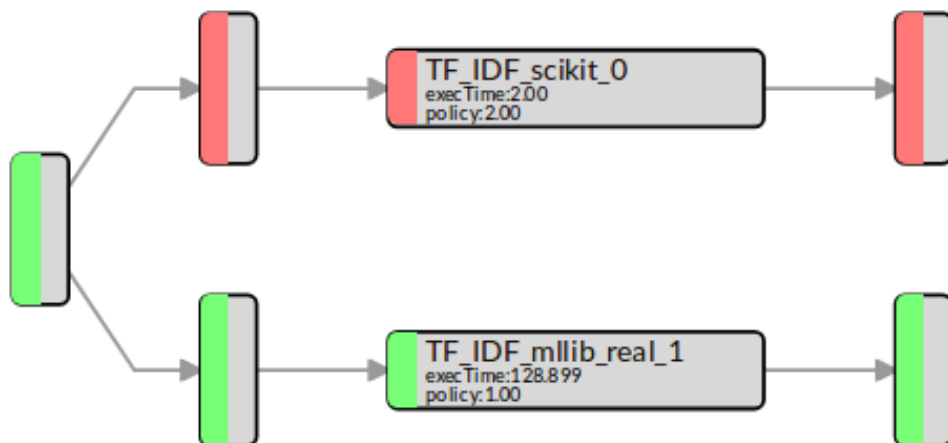 TF_IDF_scikit_0
execTime:2.00
policy:2.00
TF_IDF_mllib_real_1
execTime:128.899
policy:1.00